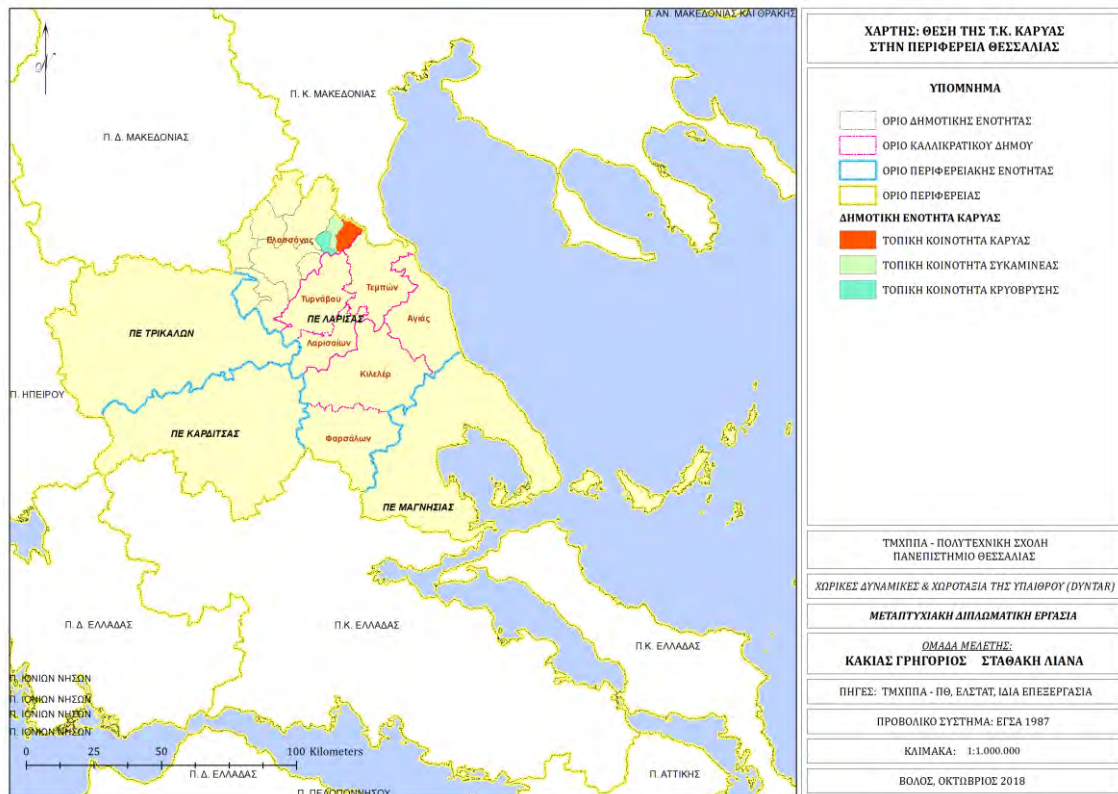 Π. ΑΝ. ΜΑΚΕΔΟΝΙΑΣ ΚΑΙ ΘΡΑΚΗΣ
Π. Κ. ΜΑΚΕΔΟΝΙΑΣ
Π. Δ. ΜΑΚΕΔΟΝΙΑΣ
Ελασσόνας
Τεμπών
Τυρνάβου
ΠΕ ΛΑΡΙΣΑΣ
Αγιάς
ΠΕ ΤΡΙΚΑΛΩΝ
Λαρισαίων
Κιλελέρ
Π. ΗΠΕΙΡΟΥ
ΠΕ ΚΑΡΔΙΤΣΑΣ
Φαρσάλων
ΠΕ ΜΑΓΝΗΣΙΑΣ
Π. Δ. ΕΛΛΑΔΑΣ
Π.Κ. ΕΛΛΑΔΑΣ
Π.Κ. ΕΛΛΑΔΑΣ
Π. ΙΟΝΙΩΝ ΝΗΣΩΝ
Π. ΙΟΝΙΩΝ ΝΗΣΩΝ
Π. ΙΟΝΙΩΝ ΝΗΣΩΝ
Π. ΙΟΝΙΩΝ ΝΗΣΩΝ
0 25 50 100 Kilometers
Π. Δ. ΕΛΛΑΔΑΣ
Π. ΑΤΤΙΚΗΣ
Π. ΠΕΛΟΠΟΝΝΗΣΟΥ
ΧΑΡΤΗΣ: ΘΕΣΗ ΤΗΣ Τ.Κ. ΚΑΡΥΑΣ
ΣΤΗΝ ΠΕΡΙΦΕΡΕΙΑ ΘΕΣΣΑΛΙΑΣ
ΥΠΟΜΝΗΜΑ
ΟΡΙΟ ΔΗΜΟΤΙΚΗΣ ΕΝΟΤΗΤΑΣ
ΟΡΙΟ ΚΑΛΛΙΚΡΑΤΙΚΟΥ ΔΗΜΟΥ
ΟΡΙΟ ΠΕΡΙΦΕΡΕΙΑΚΗΣ ΕΝΟΤΗΤΑΣ
ΟΡΙΟ ΠΕΡΙΦΕΡΕΙΑΣ
ΔΗΜΟΤΙΚΗ ΕΝΟΤΗΤΑ ΚΑΡΥΑΣ
ΤΟΠΙΚΗ ΚΟΙΝΟΤΗΤΑ ΚΑΡΥΑΣ
ΤΟΠΙΚΗ ΚΟΙΝΟΤΗΤΑ ΣΥΚΑΜΙΝΕΑΣ
ΤΟΠΙΚΗ ΚΟΙΝΟΤΗΤΑ ΚΡΥΟΒΡΥΣΗΣ
ΤΜΧΠΠΑ - ΠΟΛΥΤΕΧΝΙΚΗ ΣΧΟΛΗ
ΠΑΝΕΠΙΣΤΗΜΙΟ ΘΕΣΣΑΛΙΑΣ
ΧΩΡΙΚΕΣ ΔΥΝΑΜΙΚΕΣ & ΧΩΡΟΤΑΞΙΑ ΤΗΣ ΥΠΑΙΘΡΟΥ (DYNTAR)
ΜΕΤΑΠΤΥΧΙΑΚΗ ΔΙΠΛΩΜΑΤΙΚΗ ΕΡΓΑΣΙΑ
ΟΜΑΔΑ ΜΕΛΕΤΗΣ:
ΚΑΚΙΑΣ ΓΡΗΓΟΡΙΟΣ ΣΤΑΘΑΚΗ ΛΙΑΝΑ
ΠΗΓΕΣ: ΤΜΧΠΠΑ - ΠΘ, ΕΛΣΤΑΤ, ΙΔΙΑ ΕΠΕΞΕΡΓΑΣΙΑ
ΠΡΟΒΟΛΙΚΟ ΣΥΣΤΗΜΑ: ΕΓΣΑ 1987
ΚΛΙΜΑΚΑ: 1:1.000.000
ΒΟΛΟΣ, ΟΚΤΩΒΡΙΟΣ 2018